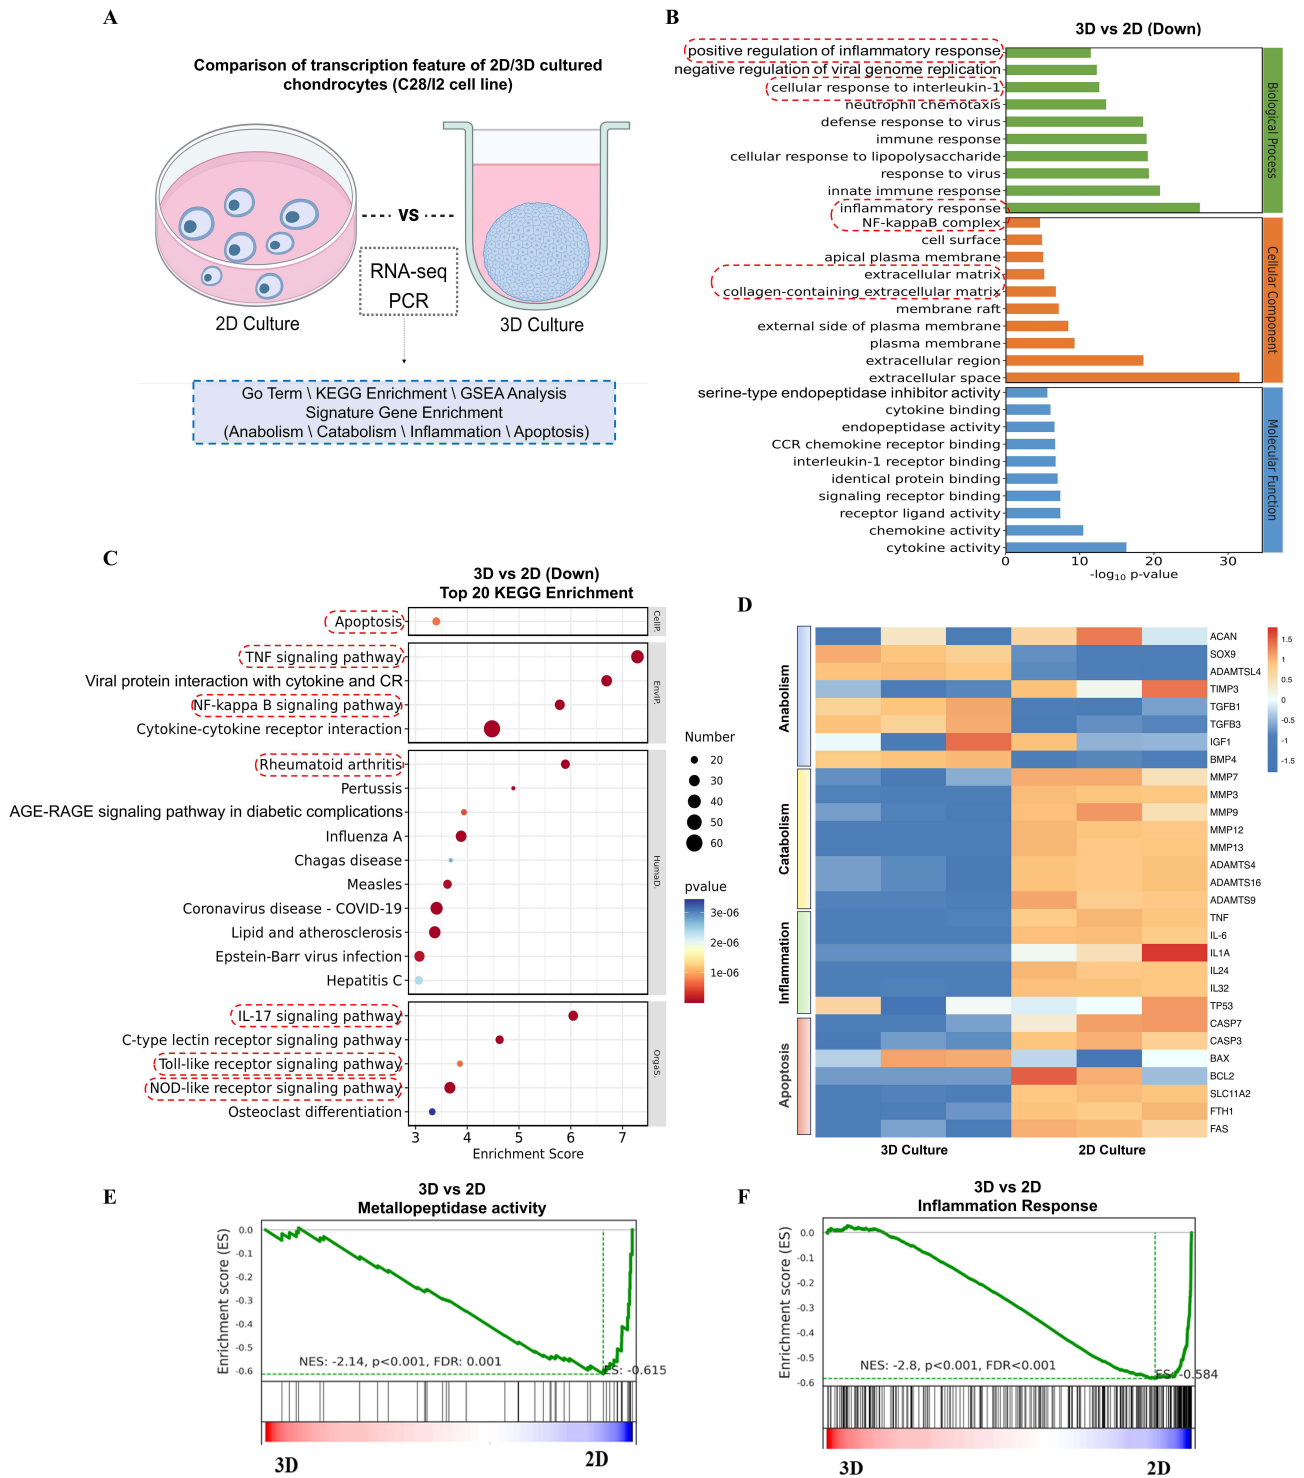 A
Comparison of transcription feature of 2D/3D cultured
chondrocytes (C28/I2 cell line)
VS
RNA-seq
PCR
2D Culture
3D Culture
Go Term \ KEGG Enrichment \ GSEA Analysis
Signature Gene Enrichment
(Anabolism \ Catabolism \ Inflammation \ Apoptosis)
B
3D vs 2D (Down)
positive regulation of inflammatory response
negative regulation of viral genome replication
cellular response to interleukin-1
neutrophil chemotaxis
defense response to virus
immune response
cellular response to lipopolysaccharide
response to virus
innate immune response
inflammatory response
Biological Process
NF-kappaB complex
cell surface
apical plasma membrane
extracellular matrix
collagen-containing extracellular matrix
membrane raft
external side of plasma membrane
plasma membrane
extracellular region
extracellular space
Cellular Component
serine-type endopeptidase inhibitor activity
cytokine binding
endopeptidase activity
CCR chemokine receptor binding
interleukin-1 receptor binding
identical protein binding
signaling receptor binding
receptor ligand activity
chemokine activity
cytokine activity
Molecular Function
0 10 20 30
-log10 p-value
C
3D vs 2D (Down)
Top 20 KEGG Enrichment
Apoptosis
CellP.
TNF signaling pathway
Viral protein interaction with cytokine and CR
NF-kappa B signaling pathway
Cytokine-cytokine receptor interaction
EnvIP.
Rheumatoid arthritis
Pertussis
AGE-RAGE signaling pathway in diabetic complications
Influenza A
Chagas disease
Measles
Coronavirus disease - COVID-19
Lipid and atherosclerosis
Epstein-Barr virus infection
Hepatitis C
HumaD.
IL-17 signaling pathway
C-type lectin receptor signaling pathway
Toll-like receptor signaling pathway
NOD-like receptor signaling pathway
Osteoclast differentiation
OrgaS.
3 4 5 6 7
Enrichment Score
Number
20
30
40
50
60
pvalue
3e-06
2e-06
1e-06
D
Anabolism
Catabolism
Inflammation
Apoptosis
ACAN
SOX9
ADAMTSL4
TIMP3
TGFB1
TGFB3
IGF1
BMP4
MMP7
MMP3
MMP9
MMP12
MMP13
ADAMTS4
ADAMTS16
ADAMTS9
TNF
IL-6
IL1A
IL24
IL32
TP53
CASP7
CASP3
BAX
BCL2
SLC11A2
FTH1
FAS
3D Culture
2D Culture
1.5
1
0.5
0
-0.5
-1
-1.5
E
3D vs 2D
Metallopeptidase activity
Enrichment score (ES)
0.0
-0.1
-0.2
-0.3
-0.4
-0.5
-0.6
NES: -2.14, p<0.001, FDR: 0.001
ES: -0.615
3D
2D
F
3D vs 2D
Inflammation Response
Enrichment score (ES)
0.0
-0.1
-0.2
-0.3
-0.4
-0.5
-0.6
NES: -2.8, p<0.001, FDR<0.001
ES: -0.584
3D
2D